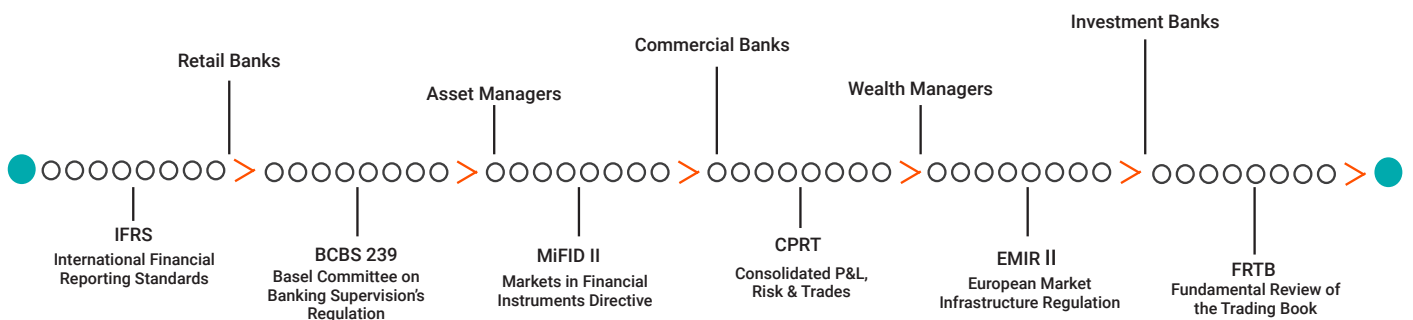 Investment Banks
Commercial Banks
Retail Banks
Asset Managers
Wealth Managers
IFRS
International Financial
Reporting Standards
BCBS 239
Basel Committee on
Banking Supervision's
Regulation
MiFID II
Markets in Financial
Instruments Directive
CPRT
Consolidated P&L,
Risk & Trades
EMIR II
European Market
Infrastructure Regulation
FRTB
Fundamental Review of
the Trading Book